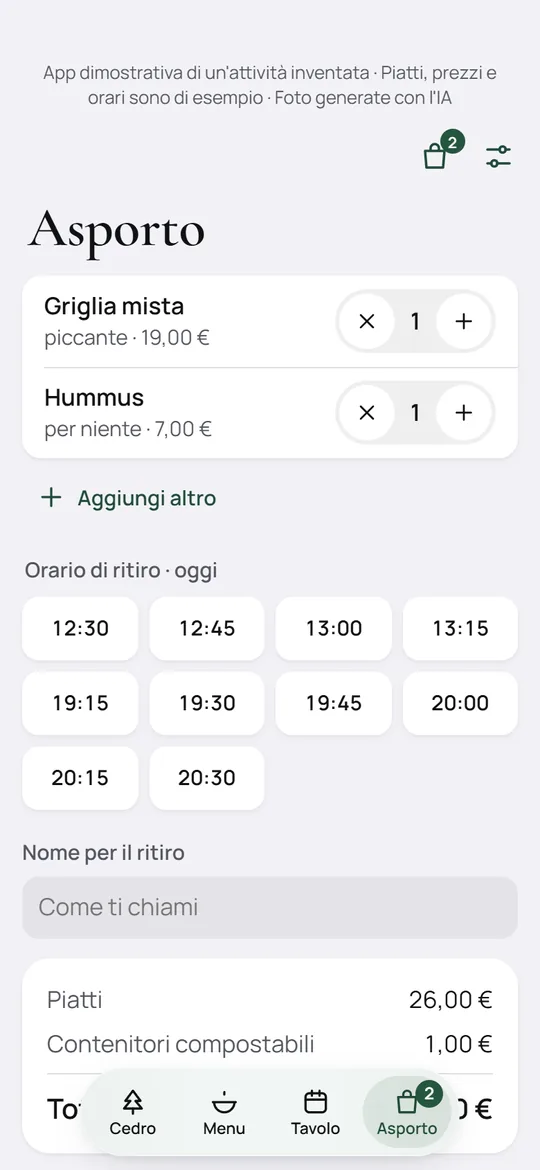 App dimostrativa di un'attività inventata · Piatti, prezzi e
orari sono di esempio · Foto generate con l'IA
2
Asporto
Griglia mista
piccante · 19,00 €
1
Hummus
per niente · 7,00 €
1
Aggiungi altro
Orario di ritiro · oggi
12:30 12:45 13:00 13:15
19:15 19:30 19:45 20:00
20:15 20:30
Nome per il ritiro
Come ti chiami
Piatti 26,00 €
Contenitori compostabili 1,00 €
€
2
Cedro Menu Tavolo Asporto